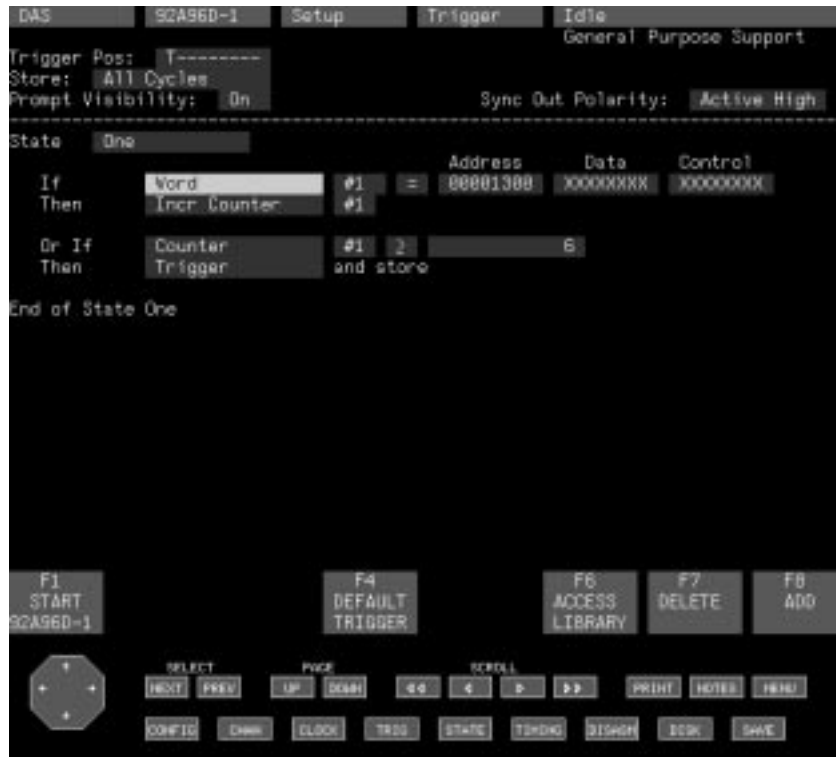 DAS 92A96D-1 Setup Trigger Idle
General Purpose Support
Trigger Pos: T--------
Store: All Cycles
Prompt Visibility: On Sync Out Polarity: Active High
State One
Address Data Control
If Word #1 = 00001300 XXXXXXXX XXXXXXXX
Then Incr Counter #1
Or If Counter #1 ≥ 6
Then Trigger and store
End of State One
F1 F4 F6 F7 F8
START DEFAULT ACCESS DELETE ADD
92A96D-1 TRIGGER LIBRARY
SELECT PAGE SCROLL
NEXT PREV UP DOWN PRINT NOTES MENU
CONFIG CHAN CLOCK TRIG STATE TIMING DISASM DISK SAVE